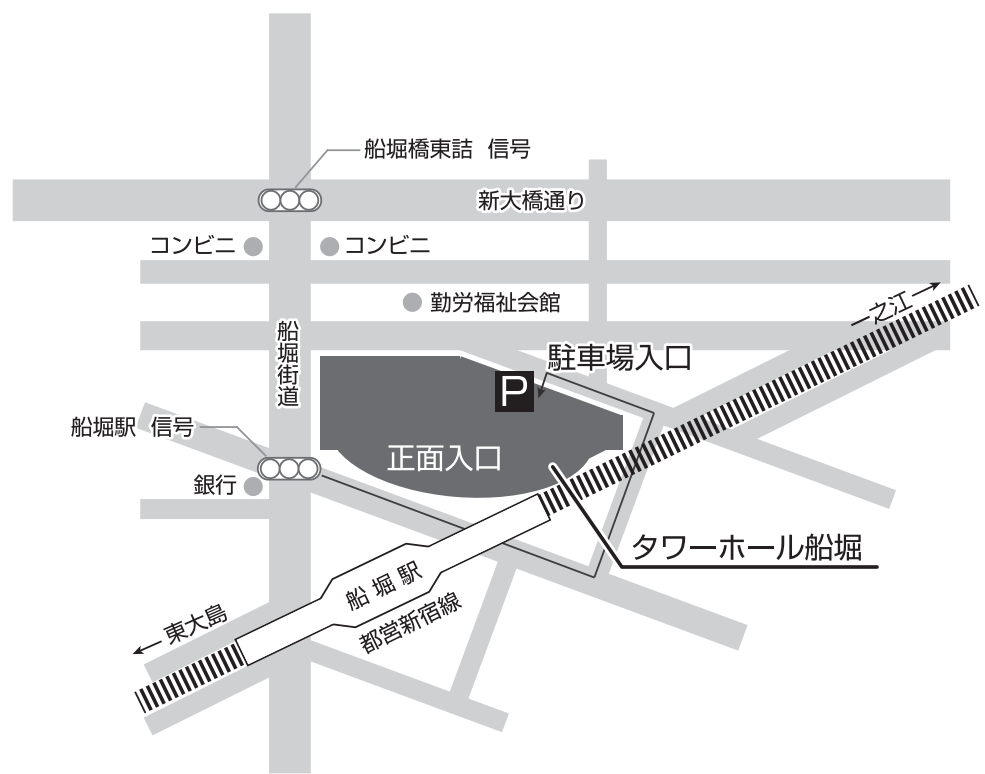 船堀橋東詰 信号
新大橋通り
コンビニ
コンビニ
勤労福祉会館
一之江
船堀街道
駐車場入口
P
船堀駅 信号
正面入口
銀行
タワーホール船堀
船堀駅
都営新宿線
東大島